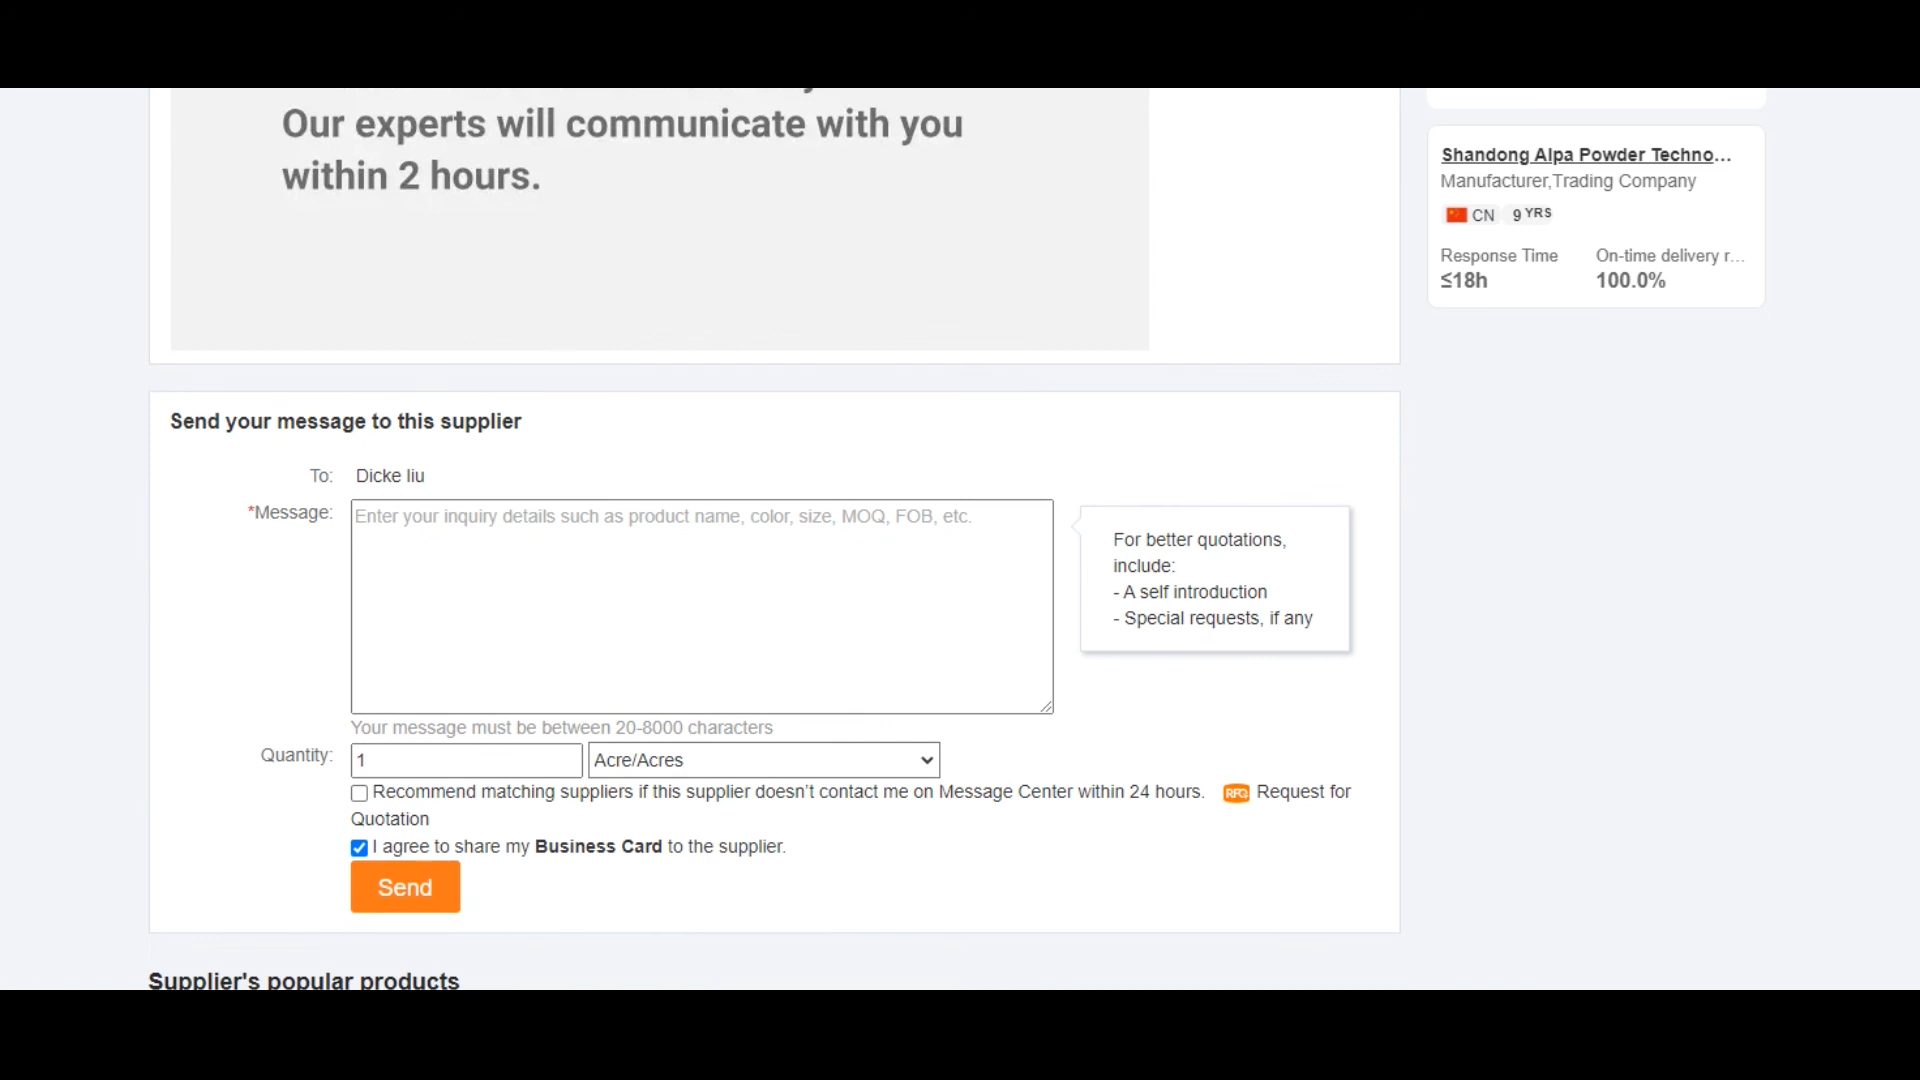 Our experts will communicate with you
within 2 hours.
Shandong Alpa Powder Techno...
Manufacturer,Trading Company
CN 9 YRS
Response Time On-time delivery r...
≤18h 100.0%
Send your message to this supplier
To: Dicke liu
*Message: Enter your inquiry details such as product name, color, size, MOQ, FOB, etc.
For better quotations,
include:
- A self introduction
- Special requests, if any
Your message must be between 20-8000 characters
Quantity: 1 Acre/Acres
Recommend matching suppliers if this supplier doesn't contact me on Message Center within 24 hours. RFQ Request for
Quotation
I agree to share my Business Card to the supplier.
Send
Supplier's popular products